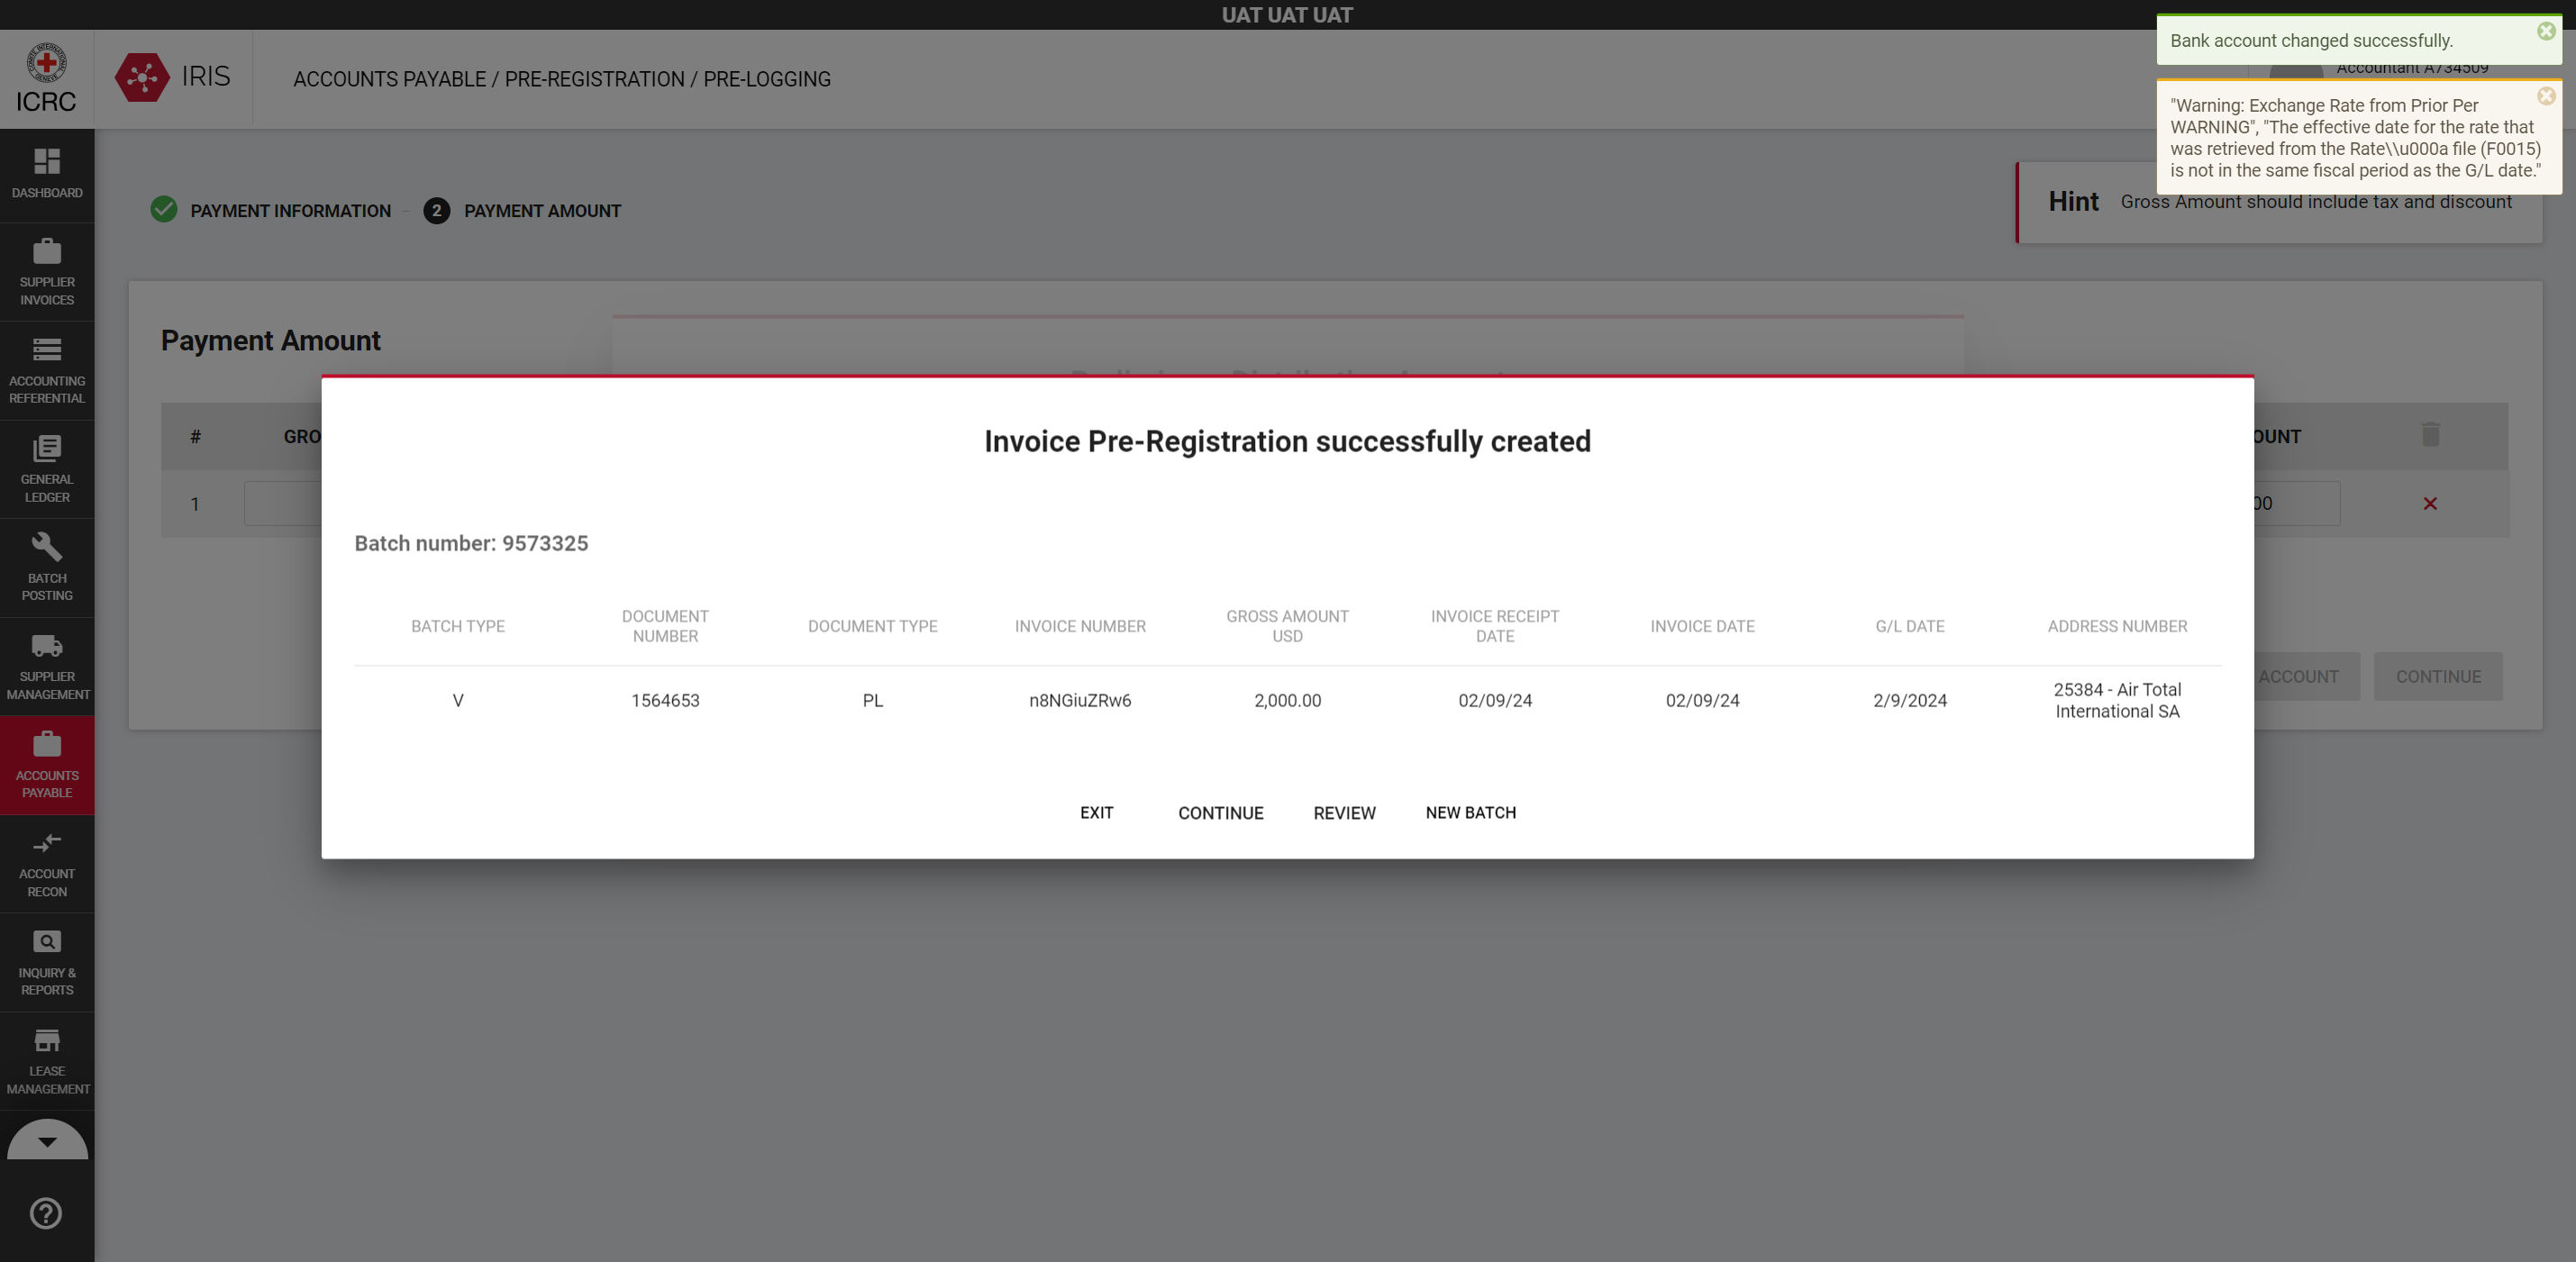 UAT UAT UAT
ICRC
IRIS
ACCOUNTS PAYABLE / PRE-REGISTRATION / PRE-LOGGING
Bank account changed successfully.
Accountant A734509
"Warning: Exchange Rate from Prior Per
WARNING", "The effective date for the rate that
was retrieved from the Rate\\u000a file (F0015)
is not in the same fiscal period as the G/L date."
DASHBOARD
SUPPLIER
INVOICES
ACCOUNTING
REFERENTIAL
GENERAL
LEDGER
BATCH
POSTING
SUPPLIER
MANAGEMENT
ACCOUNTS
PAYABLE
ACCOUNT
RECON
INQUIRY &
REPORTS
LEASE
MANAGEMENT
PAYMENT INFORMATION
2 PAYMENT AMOUNT
Hint Gross Amount should include tax and discount
Payment Amount
# GRO OUNT
1 00
ACCOUNT CONTINUE
Invoice Pre-Registration successfully created
Batch number: 9573325
BATCH TYPE DOCUMENT NUMBER DOCUMENT TYPE INVOICE NUMBER GROSS AMOUNT USD INVOICE RECEIPT DATE INVOICE DATE G/L DATE ADDRESS NUMBER
V 1564653 PL n8NGiuZRw6 2,000.00 02/09/24 02/09/24 2/9/2024 25384 - Air Total International SA
EXIT CONTINUE REVIEW NEW BATCH